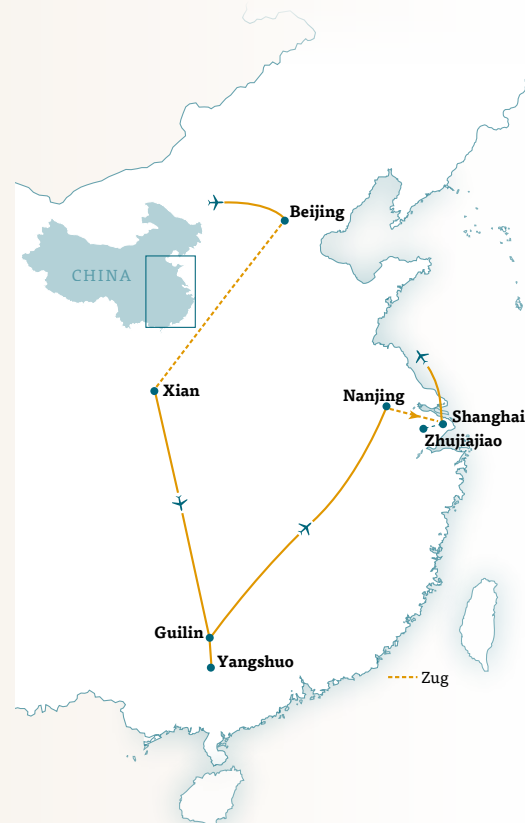 Beijing
CHINA
Xian
Nanjing
Shanghai
Zhujiajiao
Guilin
Yangshuo
Zug